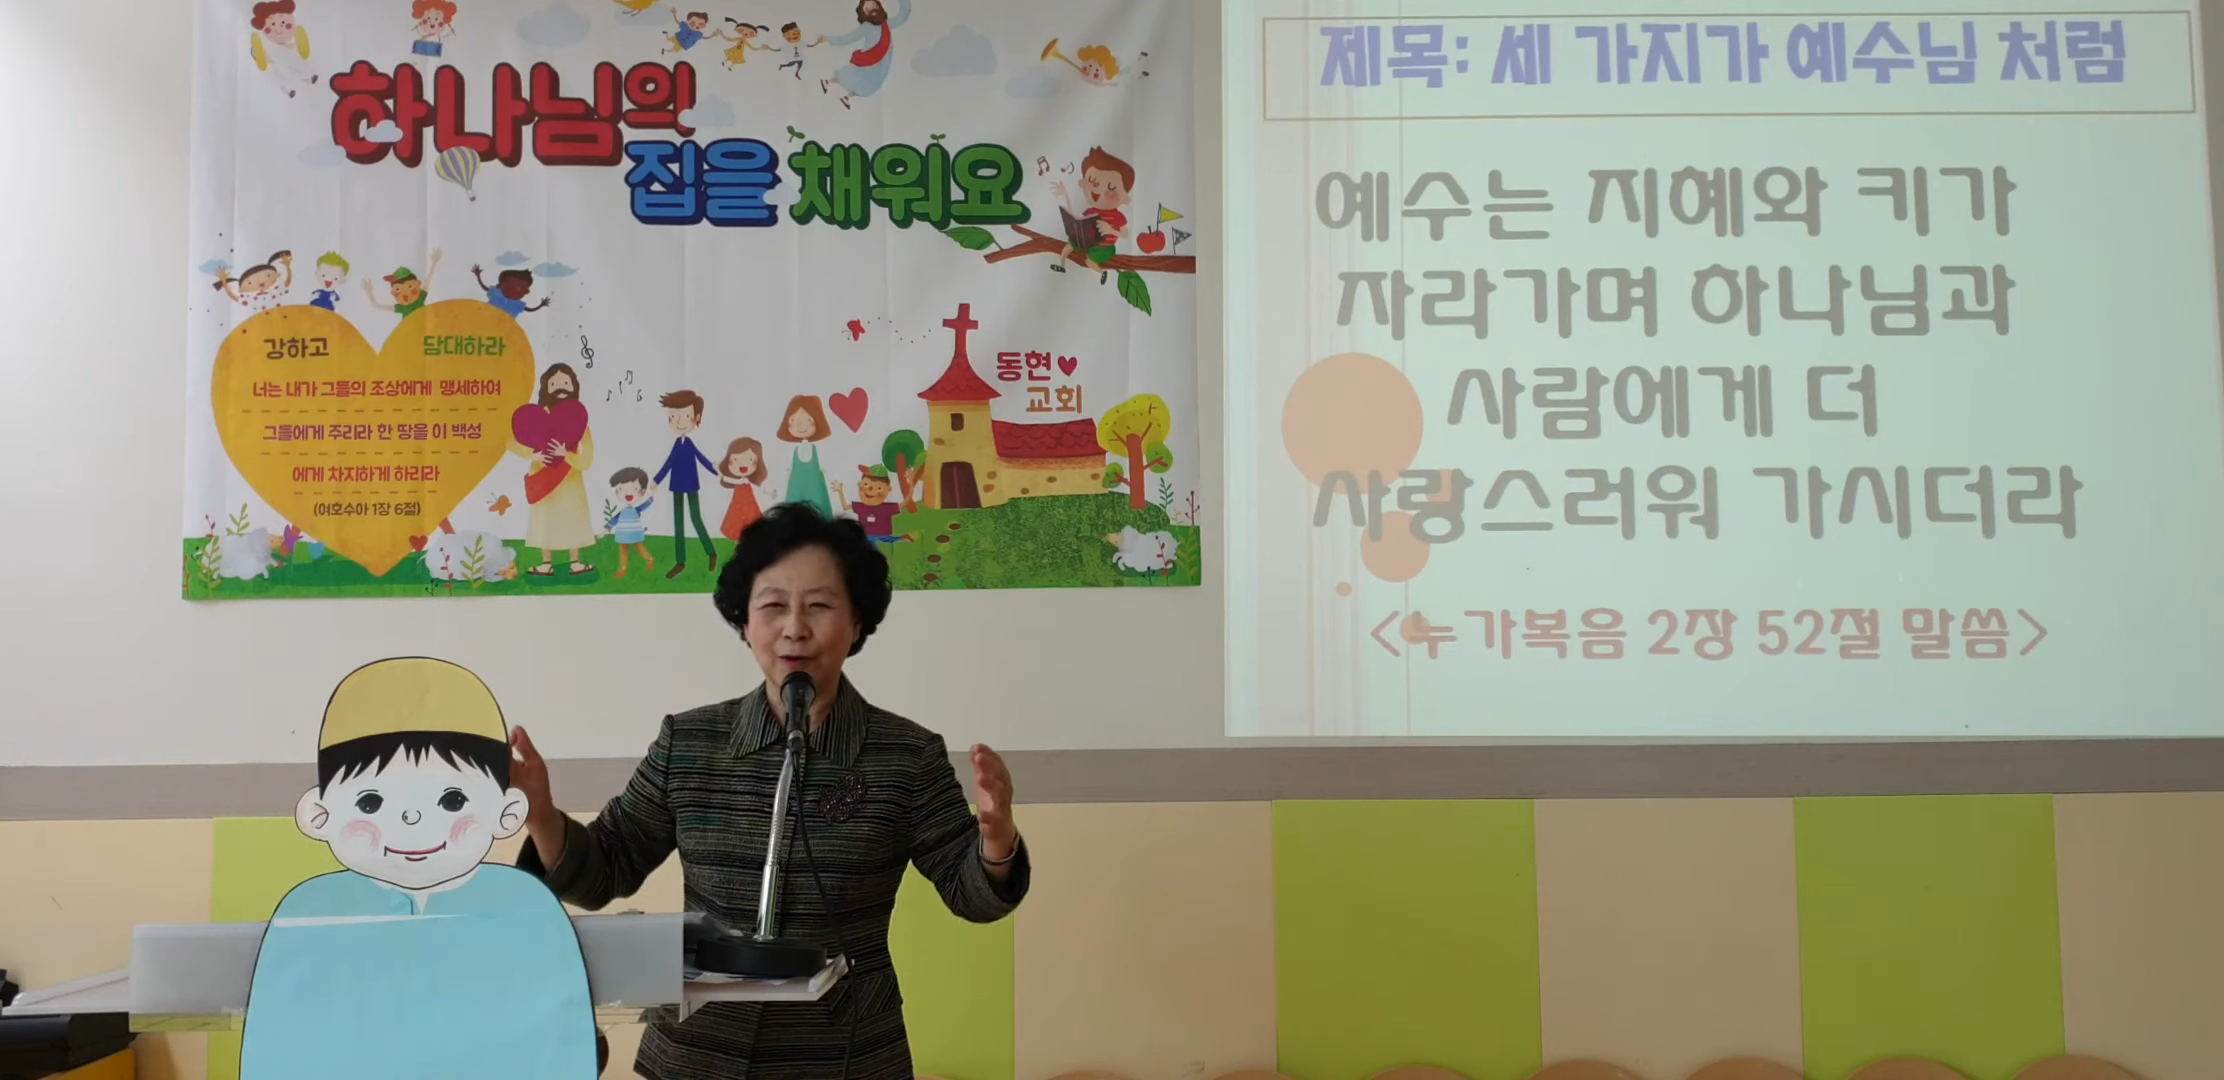 하나님의
집을 채워요
강하고 담대하라
너는 내가 그들의 조상에게 맹세하여
그들에게 주리라 한 땅을 이 백성
에게 차지하게 하리라
(여호수아 1장 6절)
동현
교회
제목: 세 가지가 예수님 처럼
예수는 지혜와 키가
자라가며 하나님과
사람에게 더
사랑스러워 가시더라
<누가복음 2장 52절 말씀>